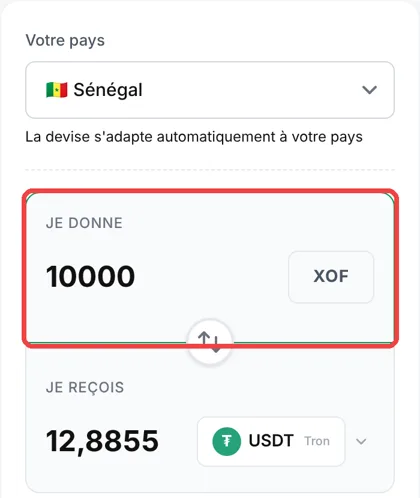 Votre pays
🇸🇳 Sénégal
La devise s'adapte automatiquement à votre pays
JE DONNE
10000 XOF
JE REÇOIS
12,8855 USDT Tron